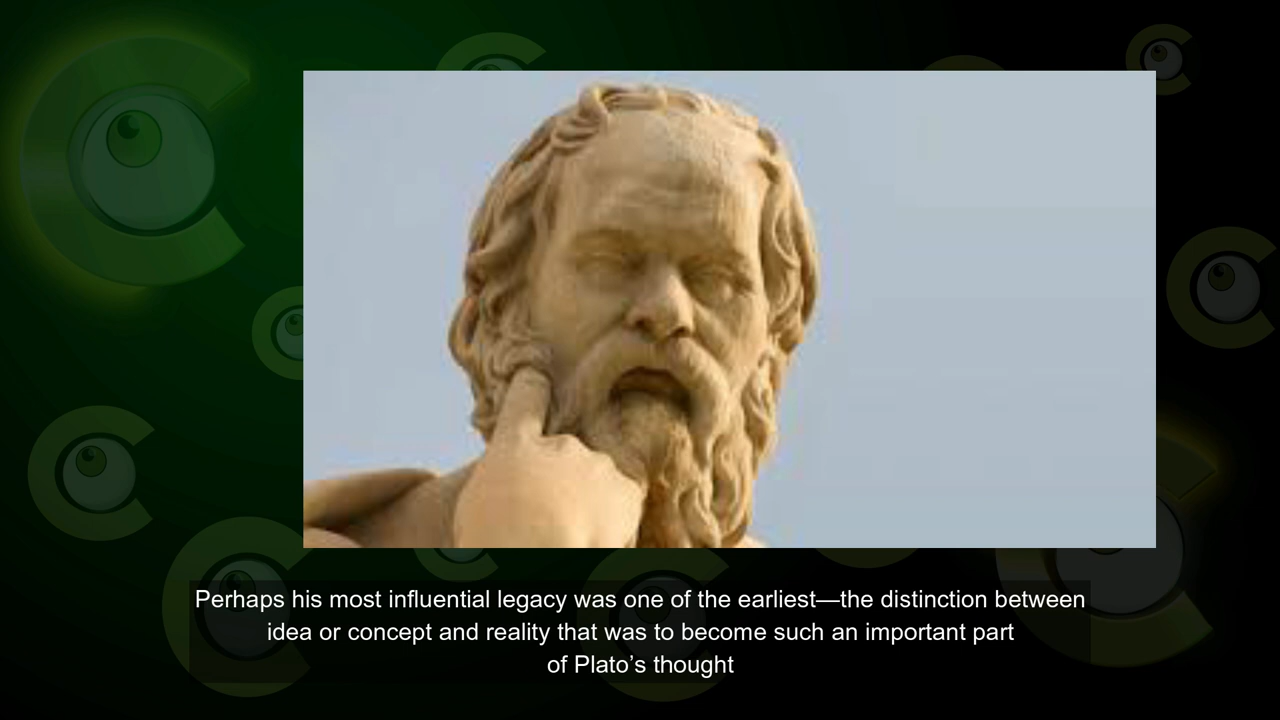 Perhaps his most influential legacy was one of the earliest—the distinction between
idea or concept and reality that was to become such an important part
of Plato’s thought